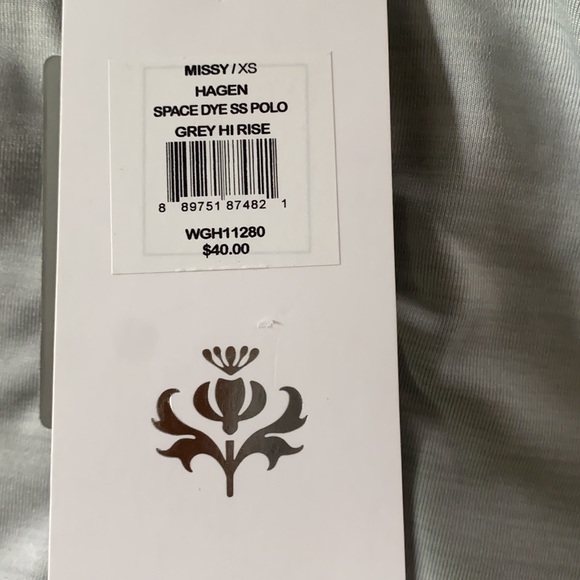 MISSY / XS
HAGEN
SPACE DYE SS POLO
GREY HI RISE
8 89751 87482 1
WGH11280
$40.00